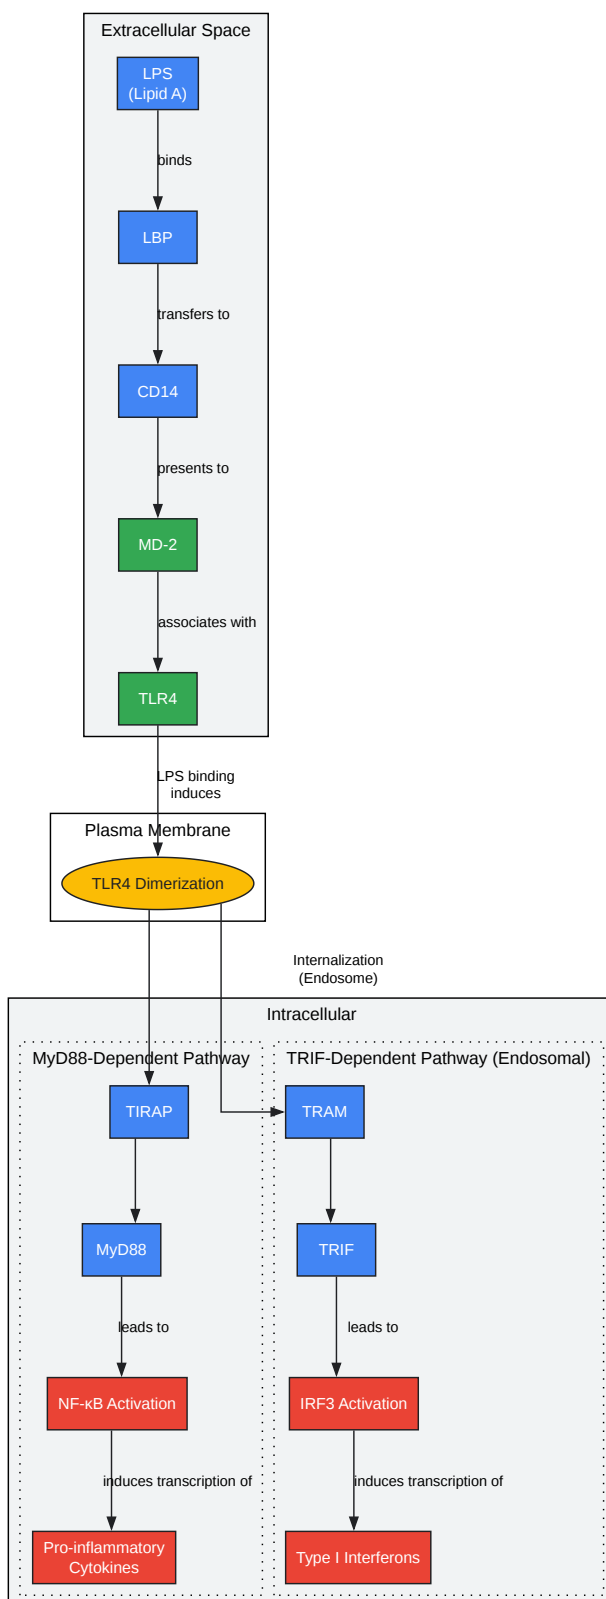 Extracellular Space
LPS
(Lipid A)
binds
LBP
transfers to
CD14
presents to
MD-2
associates with
TLR4
LPS binding
induces
Plasma Membrane
TLR4 Dimerization
Internalization
(Endosome)
Intracellular
MyD88-Dependent Pathway
TIRAP
MyD88
leads to
NF-κB Activation
induces transcription of
Pro-inflammatory
Cytokines
TRIF-Dependent Pathway (Endosomal)
TRAM
TRIF
leads to
IRF3 Activation
induces transcription of
Type I Interferons